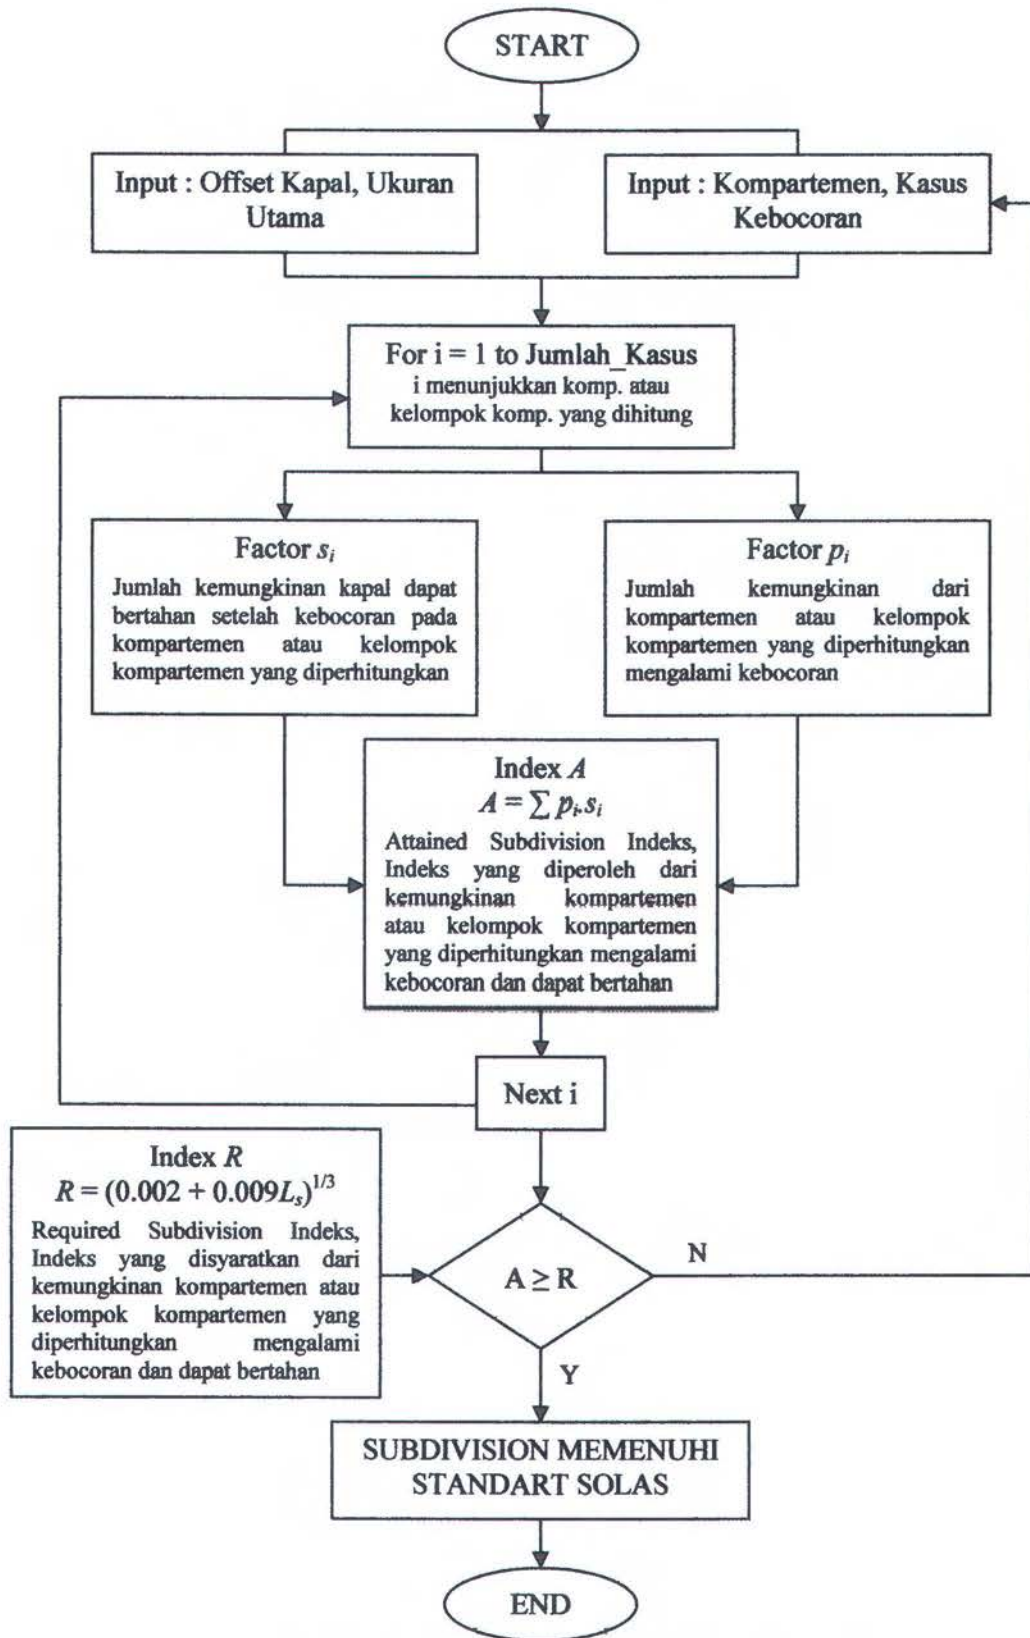 START
Input : Offset Kapal, Ukuran
Utama
Input : Kompartemen, Kasus
Kebocoran
For i = 1 to Jumlah_Kasus
i menunjukkan komp. atau
kelompok komp. yang dihitung
Factor sᵢ
Jumlah kemungkinan kapal dapat
bertahan setelah kebocoran pada
kompartemen atau kelompok
kompartemen yang diperhitungkan
Factor pᵢ
Jumlah kemungkinan dari
kompartemen atau kelompok
kompartemen yang diperhitungkan
mengalami kebocoran
Index A
A = ∑ pᵢ.sᵢ
Attained Subdivision Indeks,
Indeks yang diperoleh dari
kemungkinan kompartemen
atau kelompok kompartemen
yang diperhitungkan mengalami
kebocoran dan dapat bertahan
Next i
Index R
R = (0.002 + 0.009Lₛ)^1/3
Required Subdivision Indeks,
Indeks yang disyaratkan dari
kemungkinan kompartemen atau
kelompok kompartemen yang
diperhitungkan mengalami
kebocoran dan dapat bertahan
A ≥ R
N
Y
SUBDIVISION MEMENUHI
STANDART SOLAS
END